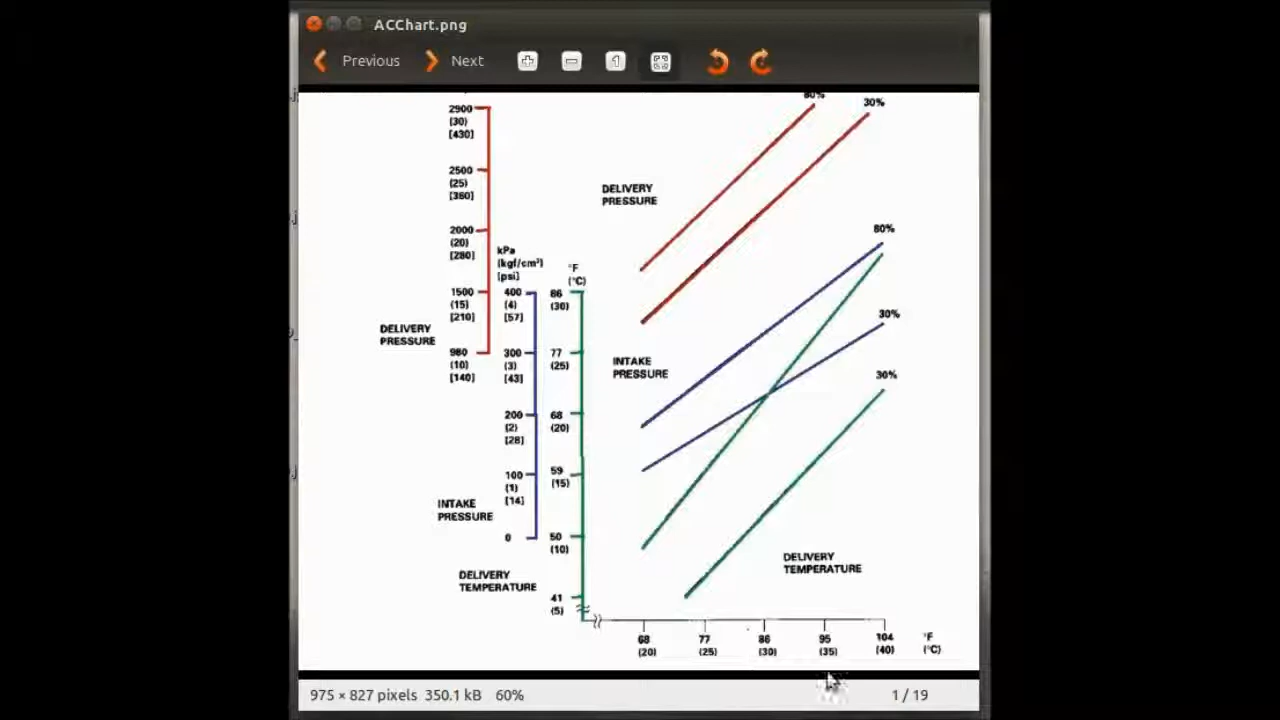 ACChart.png
Previous
Next
2900
(30)
[430]
2500
(25)
[360]
2000
(20)
[280]
1500
(15)
[210]
DELIVERY
PRESSURE
980
(10)
[140]
kPa
(kgf/cm²)
[psi]
400
(4)
[57]
300
(3)
[43]
200
(2)
[28]
100
(1)
[14]
0
INTAKE
PRESSURE
°F
(°C)
86
(30)
77
(25)
68
(20)
59
(15)
50
(10)
41
(5)
DELIVERY
TEMPERATURE
80%
30%
DELIVERY
PRESSURE
80%
INTAKE
PRESSURE
30%
30%
DELIVERY
TEMPERATURE
68
(20)
77
(25)
86
(30)
95
(35)
104
(40)
°F
(°C)
975 × 827 pixels 350.1 kB 60%
1 / 19